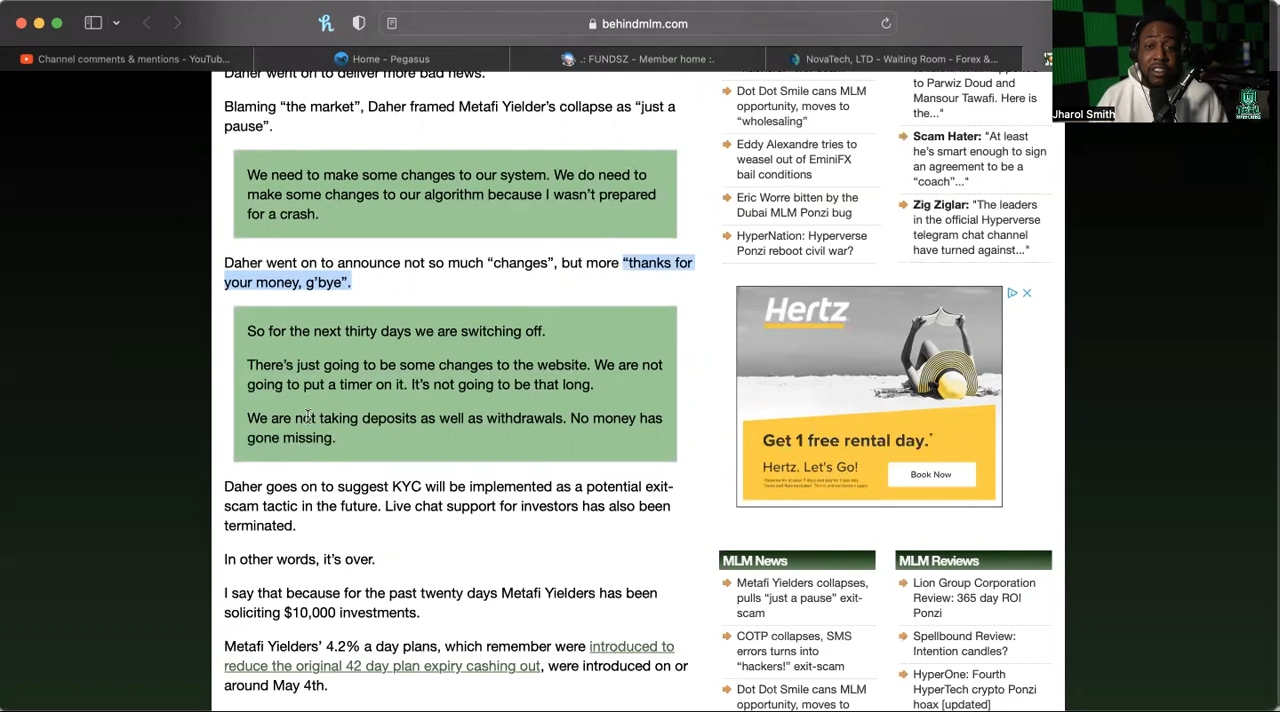 behindmlm.com
Channel comments & mentions - YouTub...
Home - Pegasus
.: FUNDSZ - Member home :.
NovaTech, LTD - Waiting Room - Forex &...
Jharol Smith
Daher went on to deliver more bad news.
Blaming “the market”, Daher framed Metafi Yielder’s collapse as “just a
pause”.
We need to make some changes to our system. We do need to
make some changes to our algorithm because I wasn’t prepared
for a crash.
Daher went on to announce not so much “changes”, but more “thanks for
your money, g’bye”.
So for the next thirty days we are switching off.
There’s just going to be some changes to the website. We are not
going to put a timer on it. It’s not going to be that long.
We are not taking deposits as well as withdrawals. No money has
gone missing.
Daher goes on to suggest KYC will be implemented as a potential exit-
scam tactic in the future. Live chat support for investors has also been
terminated.
In other words, it’s over.
I say that because for the past twenty days Metafi Yielders has been
soliciting $10,000 investments.
Metafi Yielders’ 4.2% a day plans, which remember were introduced to
reduce the original 42 day plan expiry cashing out, were introduced on or
around May 4th.
Dot Dot Smile cans MLM
opportunity, moves to
“wholesaling”
Eddy Alexandre tries to
weasel out of EminiFX
bail conditions
Eric Worre bitten by the
Dubai MLM Ponzi bug
HyperNation: Hyperverse
Ponzi reboot civil war?
to Parwiz Doud and
Mansour Tawafi. Here is
the..."
Scam Hater: "At least
he's smart enough to sign
an agreement to be a
“coach”..."
Zig Ziglar: "The leaders
in the official Hyperverse
telegram chat channel
have turned against..."
Hertz
Get 1 free rental day.*
Hertz. Let's Go!
Book Now
MLM News
Metafi Yielders collapses,
pulls “just a pause” exit-
scam
COTP collapses, SMS
errors turns into
“hackers!” exit-scam
Dot Dot Smile cans MLM
opportunity, moves to
MLM Reviews
Lion Group Corporation
Review: 365 day ROI
Ponzi
Spellbound Review:
Intention candles?
HyperOne: Fourth
HyperTech crypto Ponzi
hoax [updated]